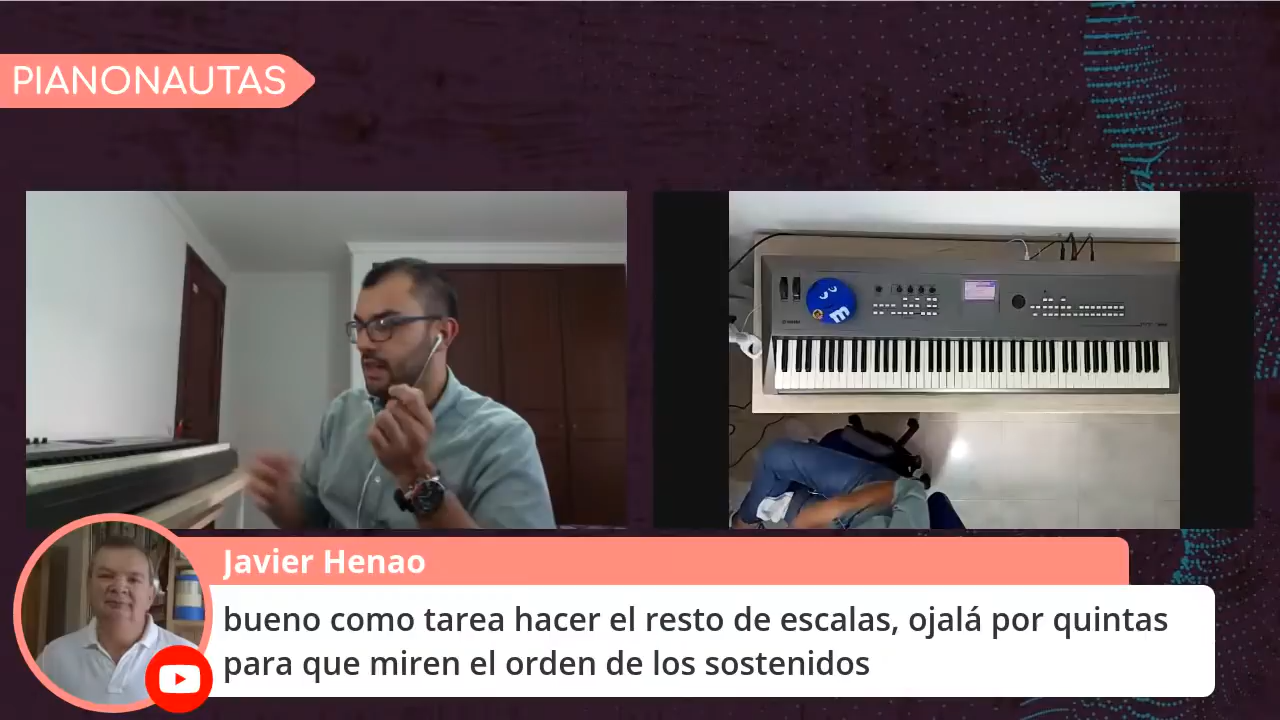 PIANONAUTAS
Javier Henao
bueno como tarea hacer el resto de escalas, ojalá por quintas
para que miren el orden de los sostenidos